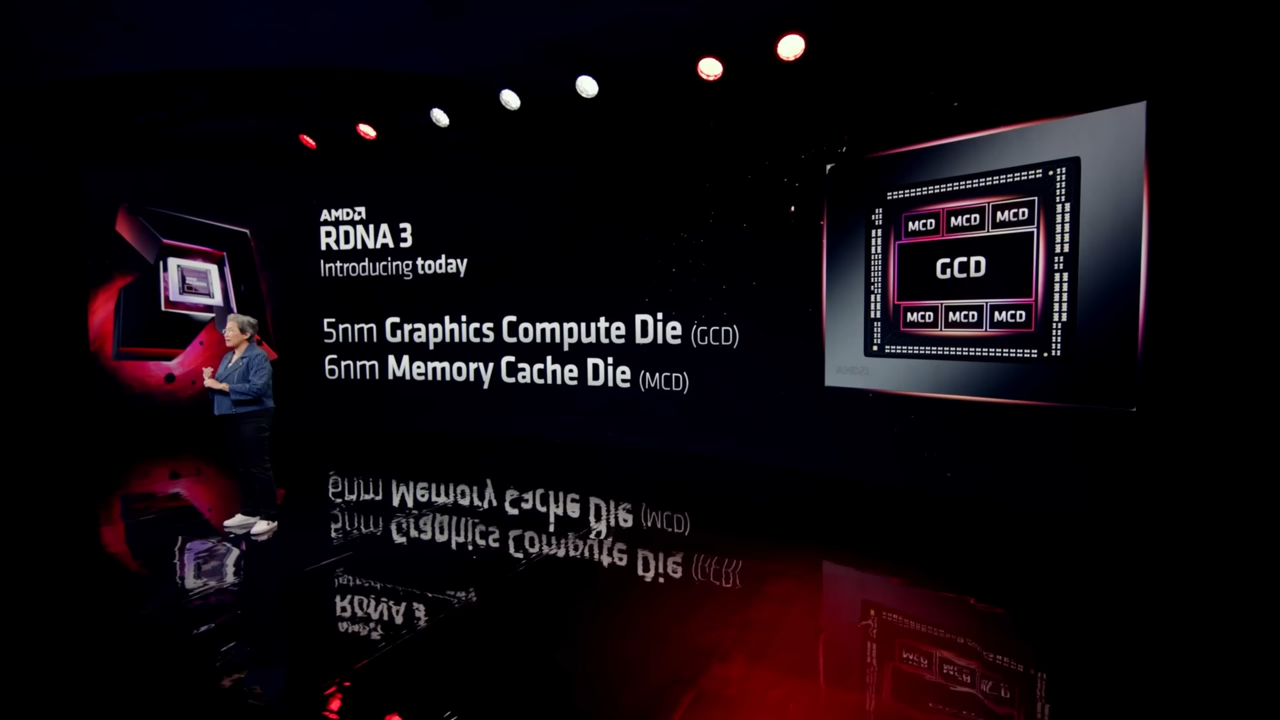 AMD
RDNA 3
Introducing today
5nm Graphics Compute Die (GCD)
6nm Memory Cache Die (MCD)
MCD MCD MCD
GCD
MCD MCD MCD
AMD